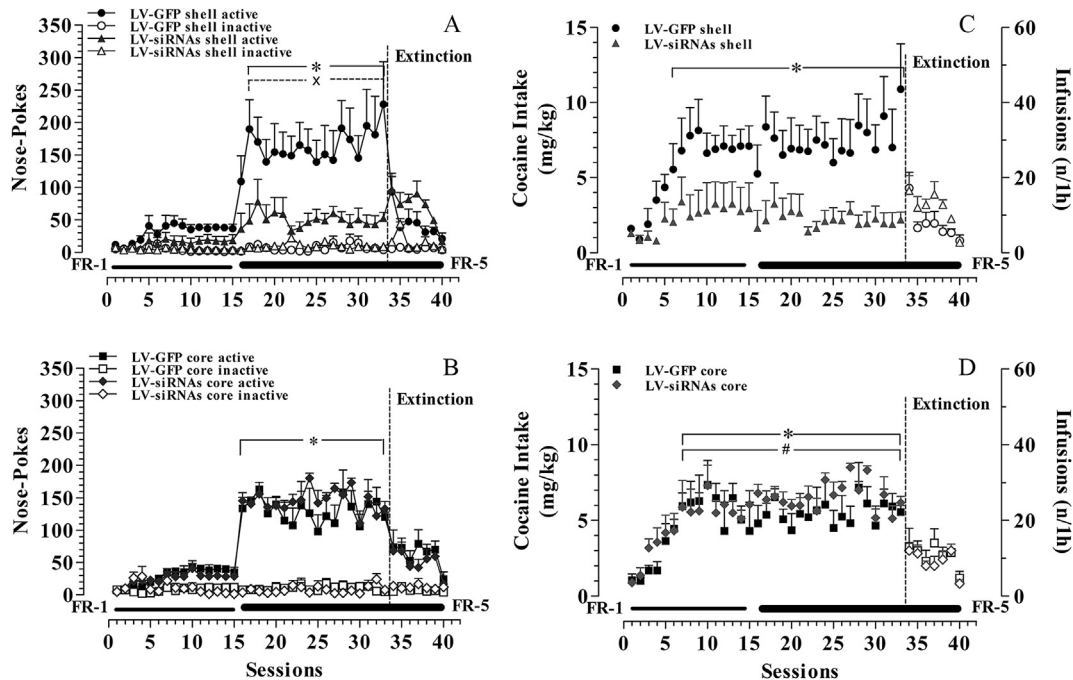 LV-GFP shell active
LV-GFP shell inactive
LV-siRNAs shell active
LV-siRNAs shell inactive
A
Extinction
*
x
Nose-Pokes
350
300
250
200
150
100
50
0
FR-1
FR-5
0 5 10 15 20 25 30 35 40
LV-GFP shell
LV-siRNAs shell
C
Extinction
*
Cocaine Intake
(mg/kg)
15
10
5
0
60
40
20
0
Infusions (n/1h)
FR-1
FR-5
0 5 10 15 20 25 30 35 40
LV-GFP core active
LV-GFP core inactive
LV-siRNAs core active
LV-siRNAs core inactive
B
Extinction
*
Nose-Pokes
350
300
250
200
150
100
50
0
FR-1
FR-5
0 5 10 15 20 25 30 35 40
Sessions
LV-GFP core
LV-siRNAs core
D
Extinction
*
#
Cocaine Intake
(mg/kg)
15
10
5
0
60
40
20
0
Infusions (n/1h)
FR-1
FR-5
0 5 10 15 20 25 30 35 40
Sessions